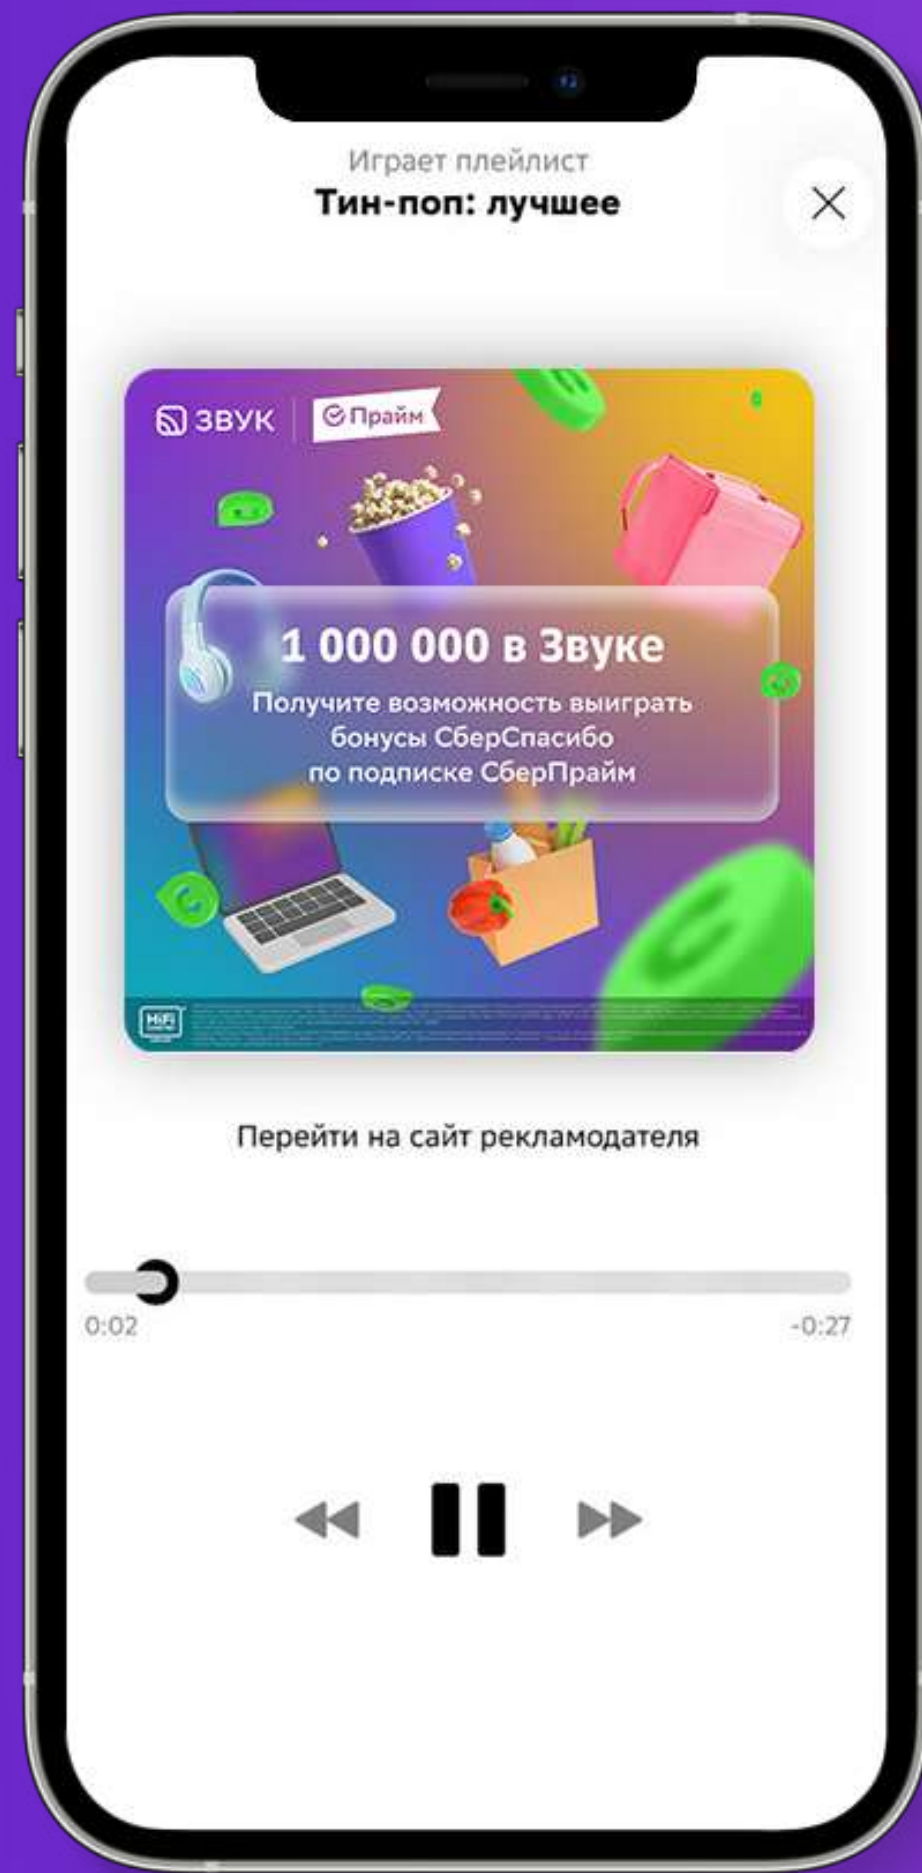 Играет плейлист
Тин-поп: лучшее
ЗВУК
Прайм
1 000 000 в Звуке
Получите возможность выиграть
бонусы СберСпасибо
по подписке СберПрайм
HiFi
Перейти на сайт рекламодателя
0:02
-0:27